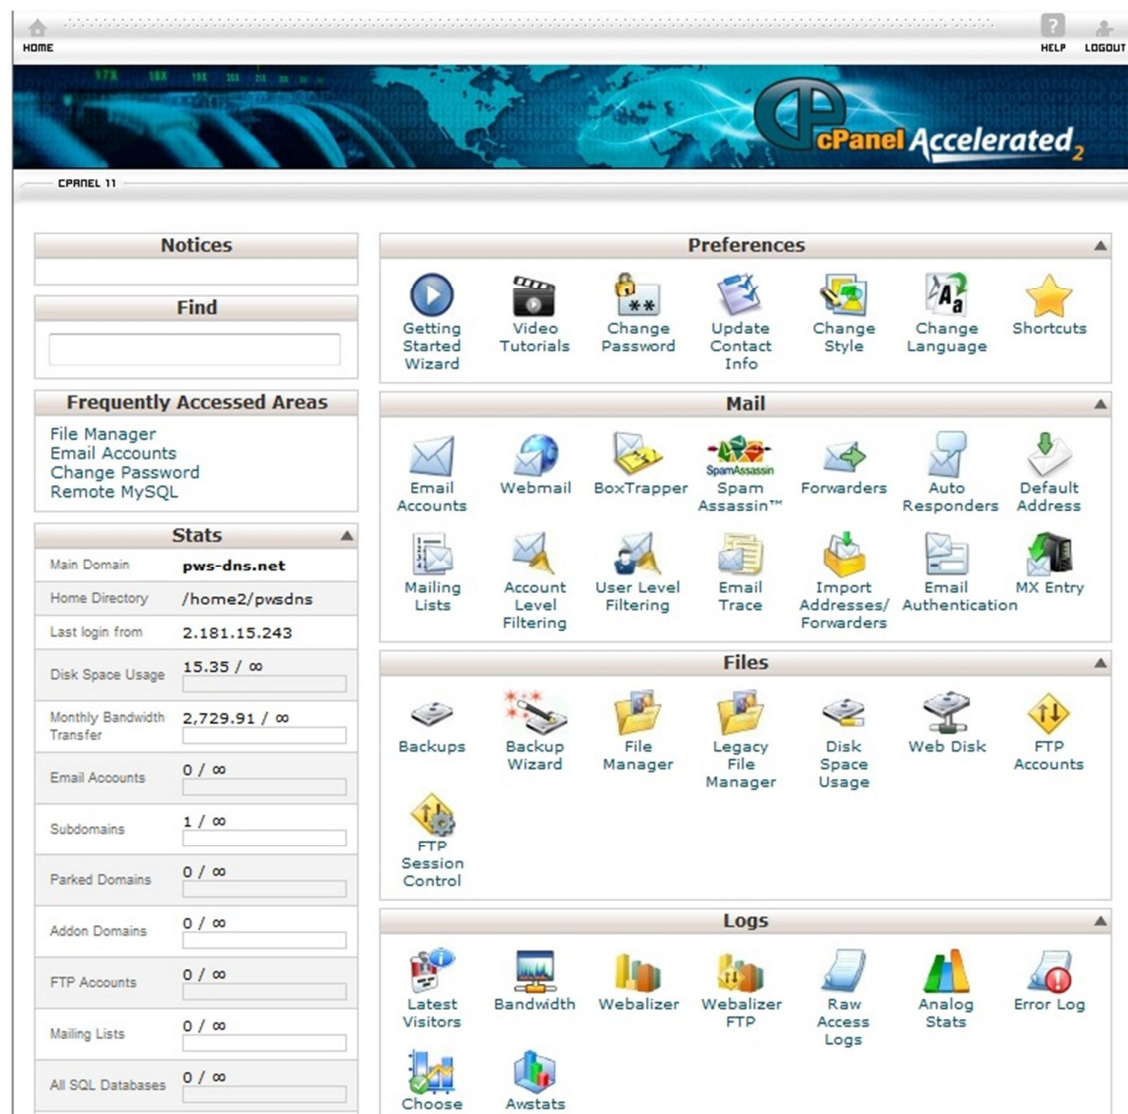 HOME
HELP LOGOUT
cPanel Accelerated2
CPANEL 11
Notices
Find
Frequently Accessed Areas
File Manager
Email Accounts
Change Password
Remote MySQL
Stats
Main Domain pws-dns.net
Home Directory /home2/pwsdns
Last login from 2.181.15.243
Disk Space Usage 15.35 / ∞
Monthly Bandwidth
Transfer
2,729.91 / ∞
Email Accounts 0 / ∞
Subdomains 1 / ∞
Parked Domains 0 / ∞
Addon Domains 0 / ∞
FTP Accounts 0 / ∞
Mailing Lists 0 / ∞
All SQL Databases 0 / ∞
Preferences
Getting
Started
Wizard
Video
Tutorials
**
Change
Password
Update
Contact
Info
Change
Style
Aa
Change
Language
Shortcuts
Mail
Email
Accounts
Webmail
BoxTrapper
SpamAssassin
Spam
Assassin™
Forwarders
Auto
Responders
Default
Address
Mailing
Lists
Account
Level
Filtering
User Level
Filtering
Email
Trace
Import
Addresses/
Forwarders
Email
Authentication
MX Entry
Files
Backups
Backup
Wizard
File
Manager
Legacy
File
Manager
Disk
Space
Usage
Web Disk
FTP
Accounts
FTP
Session
Control
Logs
Latest
Visitors
Bandwidth
Webalizer
Webalizer
FTP
Raw
Access
Logs
Analog
Stats
Error Log
Choose
Awstats